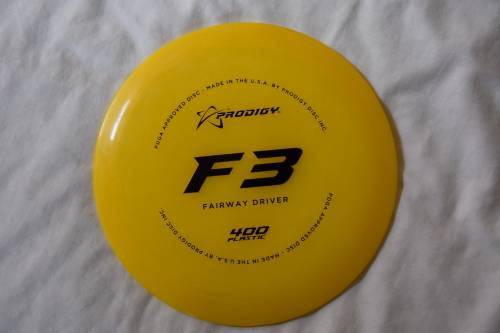 PDGA APPROVED DISC - MADE IN THE U.S.A. BY PRODIGY DISC INC.
PRODIGY
F3
FAIRWAY DRIVER
400
PLASTIC
PDGA APPROVED DISC - MADE IN THE U.S.A. BY PRODIGY DISC INC.